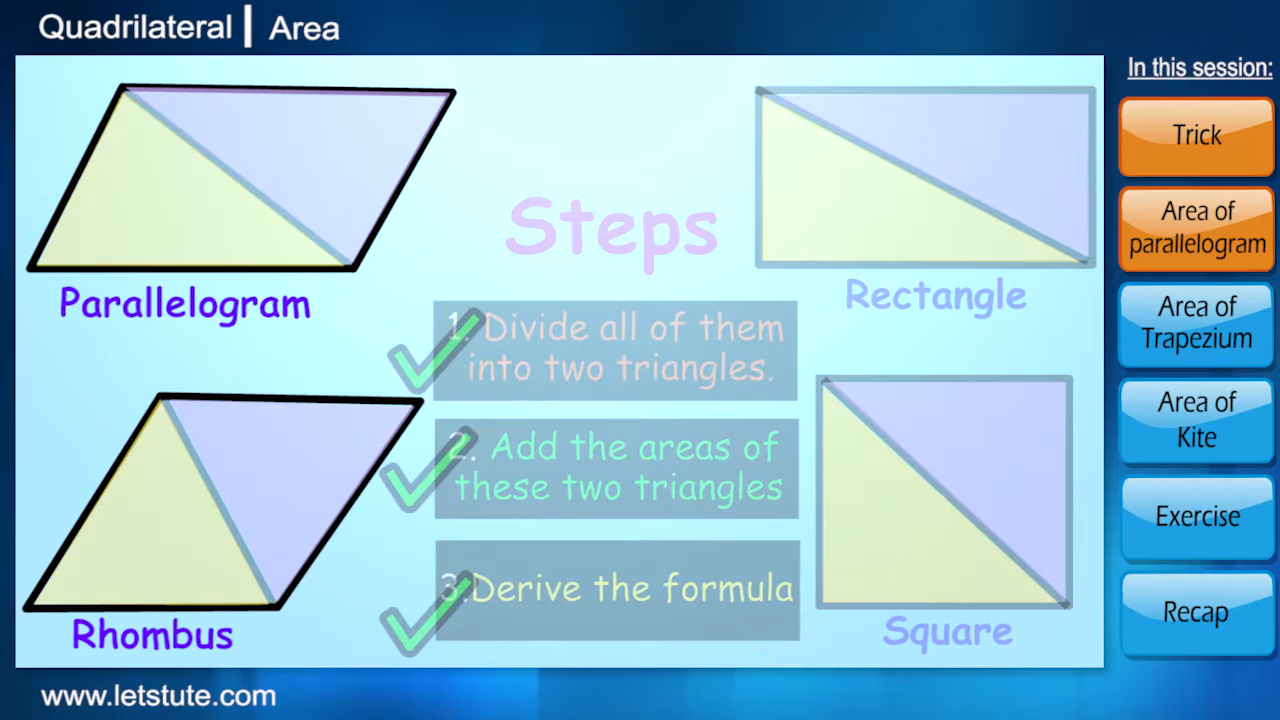 Quadrilateral | Area
In this session:
Trick
Area of
parallelogram
Area of
Trapezium
Area of
Kite
Exercise
Recap
Steps
Parallelogram
Rectangle
1. Divide all of them
into two triangles.
2. Add the areas of
these two triangles
3.Derive the formula
Rhombus
Square
www.letstute.com